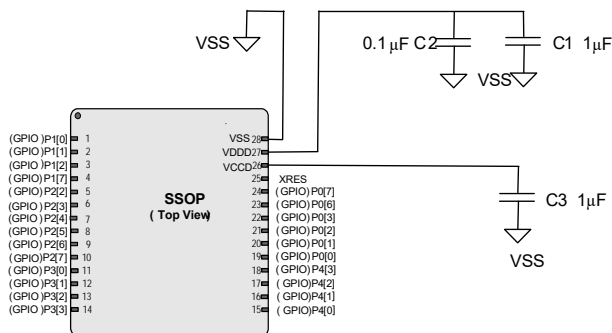 VSS
0.1 µF C2
C1 1µF
VSS
(GPIO )P1[0] 1
(GPIO )P1[1] 2
(GPIO )P1[2] 3
(GPIO )P1[7] 4
(GPIO )P2[2] 5
(GPIO )P2[3] 6
(GPIO )P2[4] 7
(GPIO )P2[5] 8
(GPIO )P2[6] 9
(GPIO )P2[7] 10
(GPIO )P3[0] 11
(GPIO )P3[1] 12
(GPIO )P3[2] 13
(GPIO )P3[3] 14
SSOP
( Top View)
VSS 28
VDDD 27
VCCD 26
25 XRES
24 (GPIO) P0[7]
23 (GPIO) P0[6]
22 (GPIO) P0[3]
21 (GPIO) P0[2]
20 (GPIO) P0[1]
19 (GPIO) P0[0]
18 (GPIO) P4[3]
17 (GPIO) P4[2]
16 (GPIO) P4[1]
15 (GPIO) P4[0]
C3 1µF
VSS